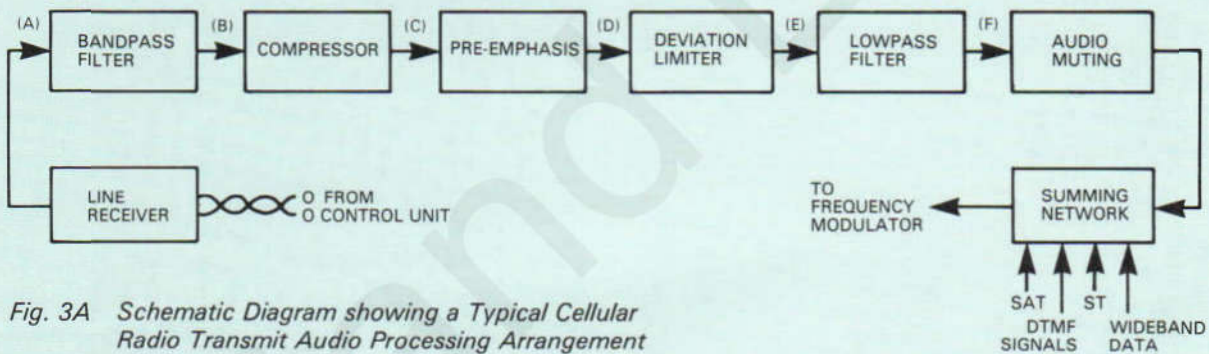 (A)
BANDPASS
FILTER
(B)
COMPRESSOR
(C)
PRE-EMPHASIS
(D)
DEVIATION
LIMITER
(E)
LOWPASS
FILTER
(F)
AUDIO
MUTING
LINE
RECEIVER
O FROM
O CONTROL UNIT
TO
FREQUENCY
MODULATOR
SUMMING
NETWORK
SAT
DTMF
SIGNALS
ST
WIDEBAND
DATA
Fig. 3A Schematic Diagram showing a Typical Cellular
Radio Transmit Audio Processing Arrangement